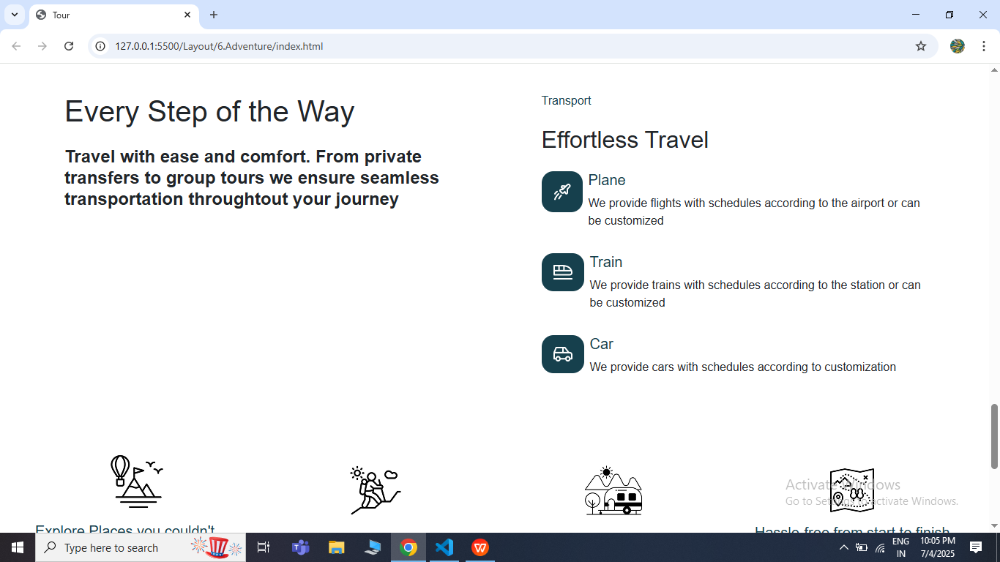 Tour
127.0.0.1:5500/Layout/6.Adventure/index.html
Every Step of the Way
Travel with ease and comfort. From private
transfers to group tours we ensure seamless
transportation throughtout your journey
Transport
Effortless Travel
Plane
We provide flights with schedules according to the airport or can
be customized
Train
We provide trains with schedules according to the station or can
be customized
Car
We provide cars with schedules according to customization
Explore Places you couldn't
Hassle-free from start to finish
Activate Windows
Go to Settings to activate Windows.
Type here to search
ENG
IN
10:05 PM
7/4/2025